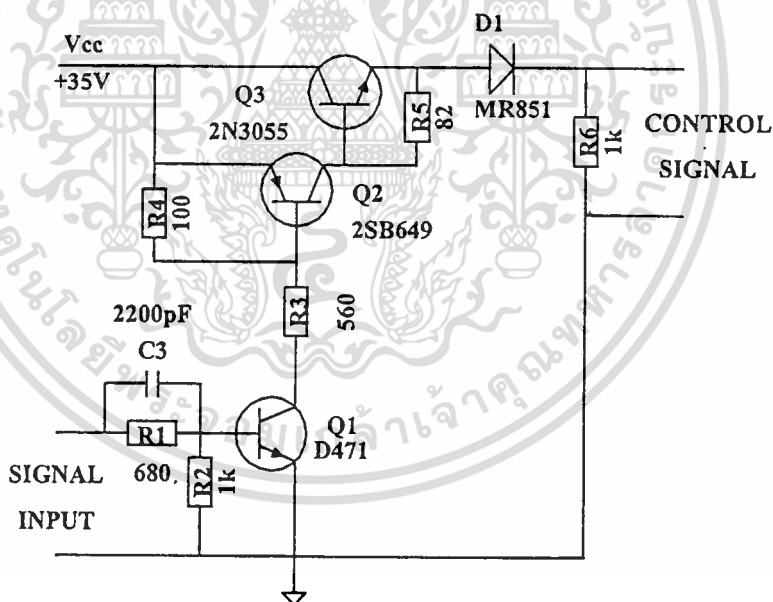 D1
Vcc
+35V
Q3
2N3055
R5
82
MR851
R6
1k
CONTROL
SIGNAL
R4
100
Q2
2SB649
2200pF
C3
R3
560
R1
680
R2
1k
Q1
D471
SIGNAL
INPUT